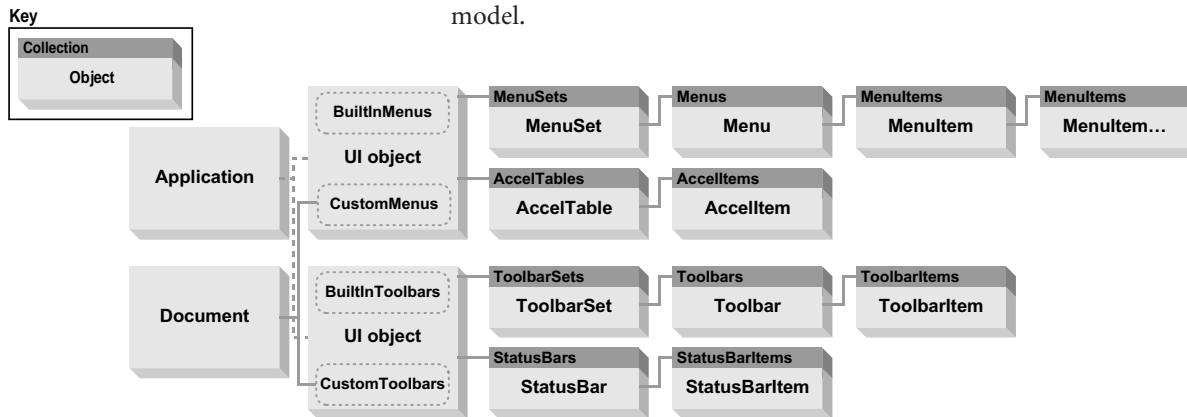 model.
Key
Collection
Object
Application
Document
BuiltInMenus
UI object
CustomMenus
MenuSets
MenuSet
Menus
Menu
MenuItems
MenuItem
MenuItems
MenuItem…
AccelTables
AccelTable
AccelItems
AccelItem
BuiltInToolbars
UI object
CustomToolbars
ToolbarSets
ToolbarSet
Toolbars
Toolbar
ToolbarItems
ToolbarItem
StatusBars
StatusBar
StatusBarItems
StatusBarItem